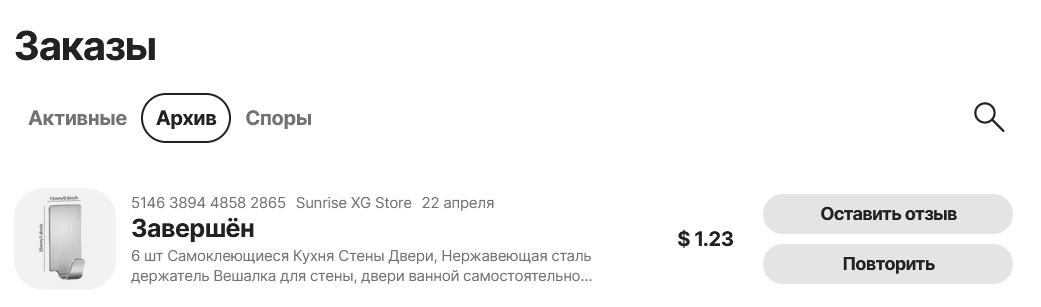 Заказы
Активные
Архив
Споры
5146 3894 4858 2865 Sunrise XG Store 22 апреля
Завершён
6 шт Самоклеющиеся Кухня Стены Двери, Нержавеющая сталь
держатель Вешалка для стены, двери ванной самостоятельно...
$ 1.23
Оставить отзыв
Повторить